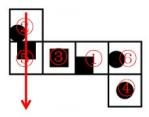 ②
⑤ ③ ① ⑥
④